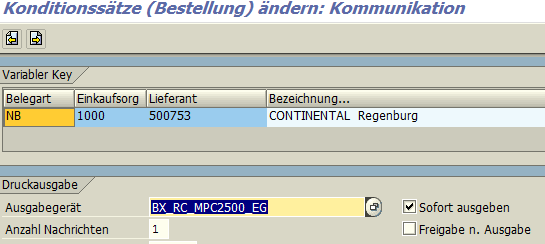 Konditionssätze (Bestellung) ändern: Kommunikation
Variabler Key
Belegart Einkaufsorg Lieferant Bezeichnung...
NB 1000 500753 CONTINENTAL Regenburg
Druckausgabe
Ausgabegerät BX_RC_MPC2500_EG Sofort ausgeben
Anzahl Nachrichten 1 Freigabe n. Ausgabe